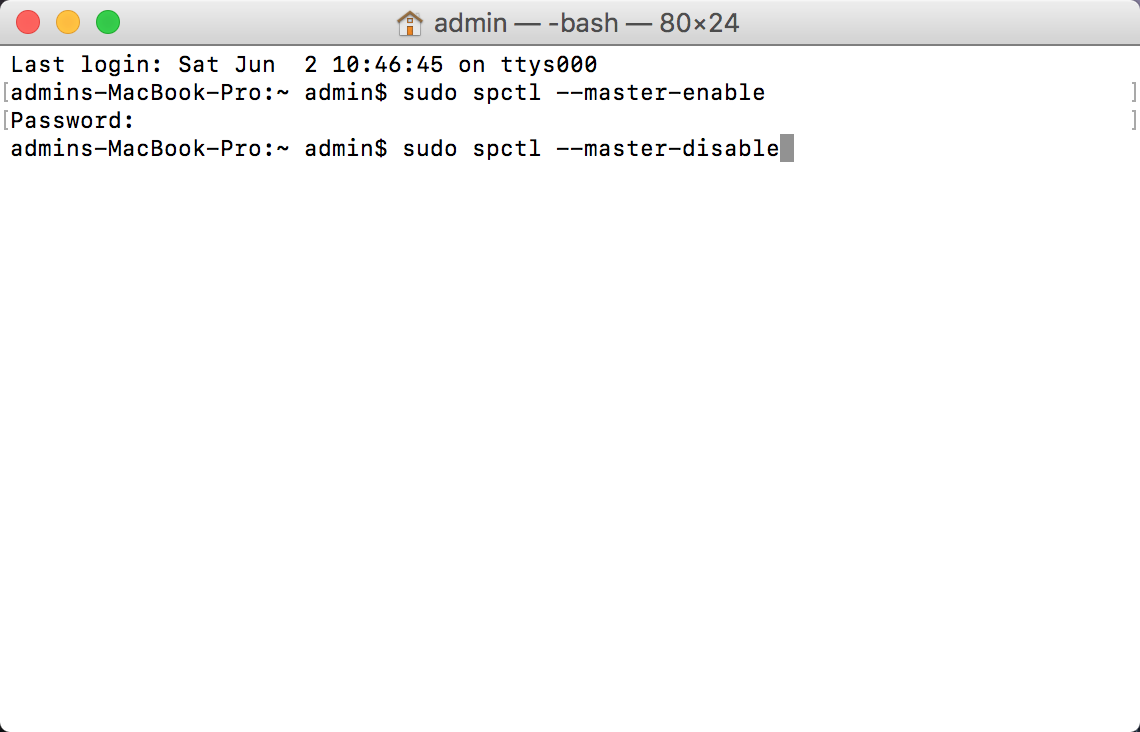 admin — -bash — 80×24
Last login: Sat Jun  2 10:46:45 on ttys000
[admins-MacBook-Pro:~ admin$ sudo spctl --master-enable ]
[Password: ]
admins-MacBook-Pro:~ admin$ sudo spctl --master-disable